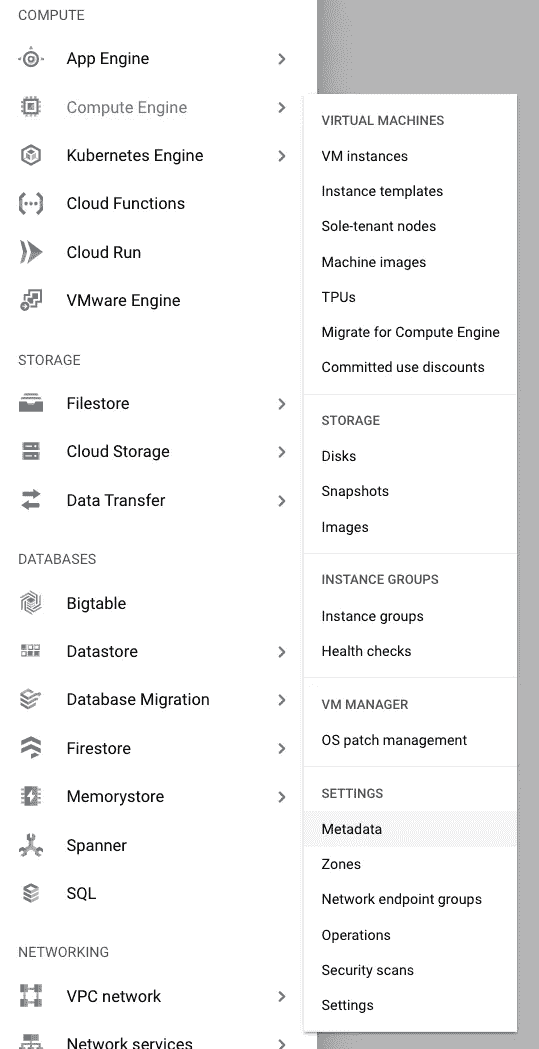 COMPUTE
App Engine
Compute Engine
Kubernetes Engine
Cloud Functions
Cloud Run
VMware Engine
STORAGE
Filestore
Cloud Storage
Data Transfer
DATABASES
Bigtable
Datastore
Database Migration
Firestore
Memorystore
Spanner
SQL
NETWORKING
VPC network
Network services
VIRTUAL MACHINES
VM instances
Instance templates
Sole-tenant nodes
Machine images
TPUs
Migrate for Compute Engine
Committed use discounts
STORAGE
Disks
Snapshots
Images
INSTANCE GROUPS
Instance groups
Health checks
VM MANAGER
OS patch management
SETTINGS
Metadata
Zones
Network endpoint groups
Operations
Security scans
Settings